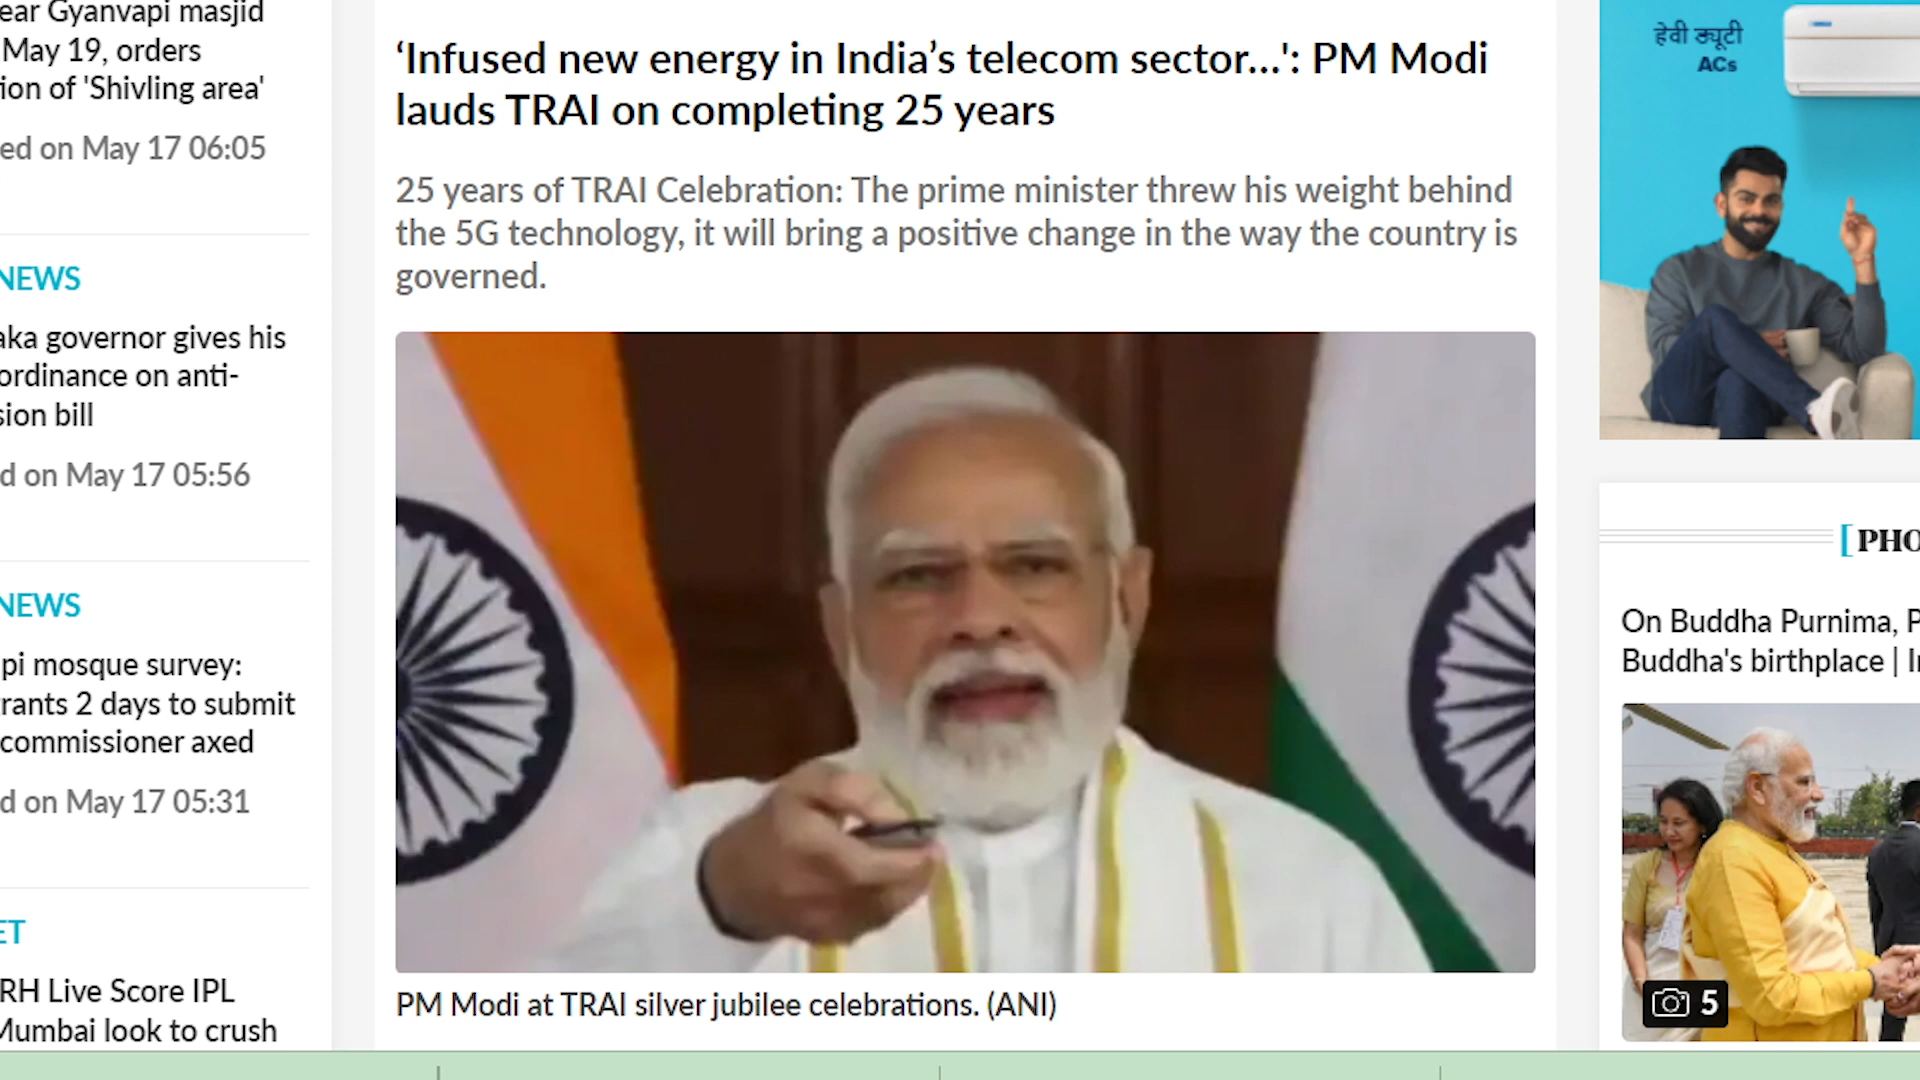 ear Gyanvapi masjid
May 19, orders
ion of 'Shivling area'
ed on May 17 06:05
NEWS
aka governor gives his
ordinance on anti-
sion bill
d on May 17 05:56
NEWS
pi mosque survey:
rants 2 days to submit
commissioner axed
d on May 17 05:31
ET
RH Live Score IPL
Mumbai look to crush
‘Infused new energy in India’s telecom sector...': PM Modi
lauds TRAI on completing 25 years
25 years of TRAI Celebration: The prime minister threw his weight behind
the 5G technology, it will bring a positive change in the way the country is
governed.
PM Modi at TRAI silver jubilee celebrations. (ANI)
हेवी ड्यूटी
ACs
[ PHO
On Buddha Purnima, P
Buddha's birthplace | I
5